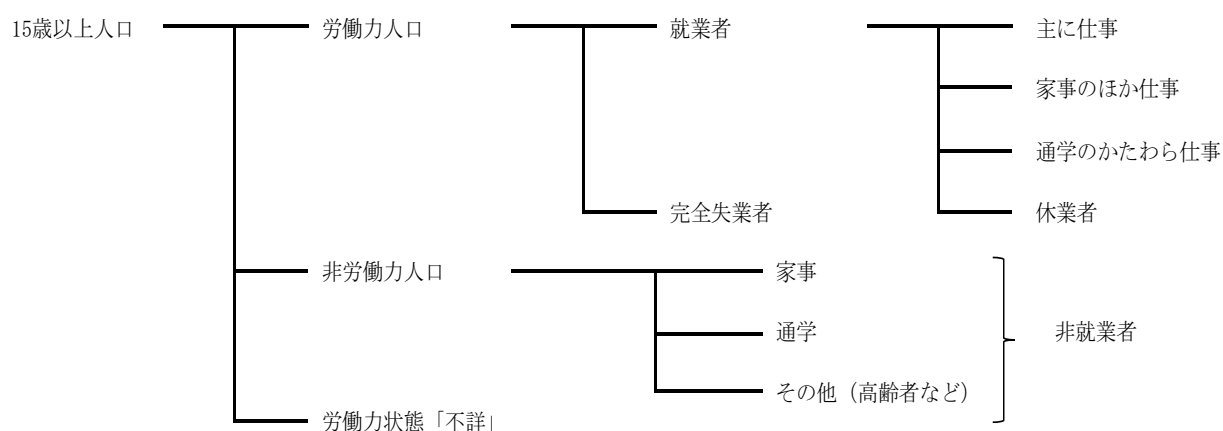 15歳以上人口 労働力人口 就業者 主に仕事
家事のほか仕事
通学のかたわら仕事
完全失業者 休業者
非労働力人口 家事
通学 非就業者
その他（高齢者など）
労働力状態「不詳」